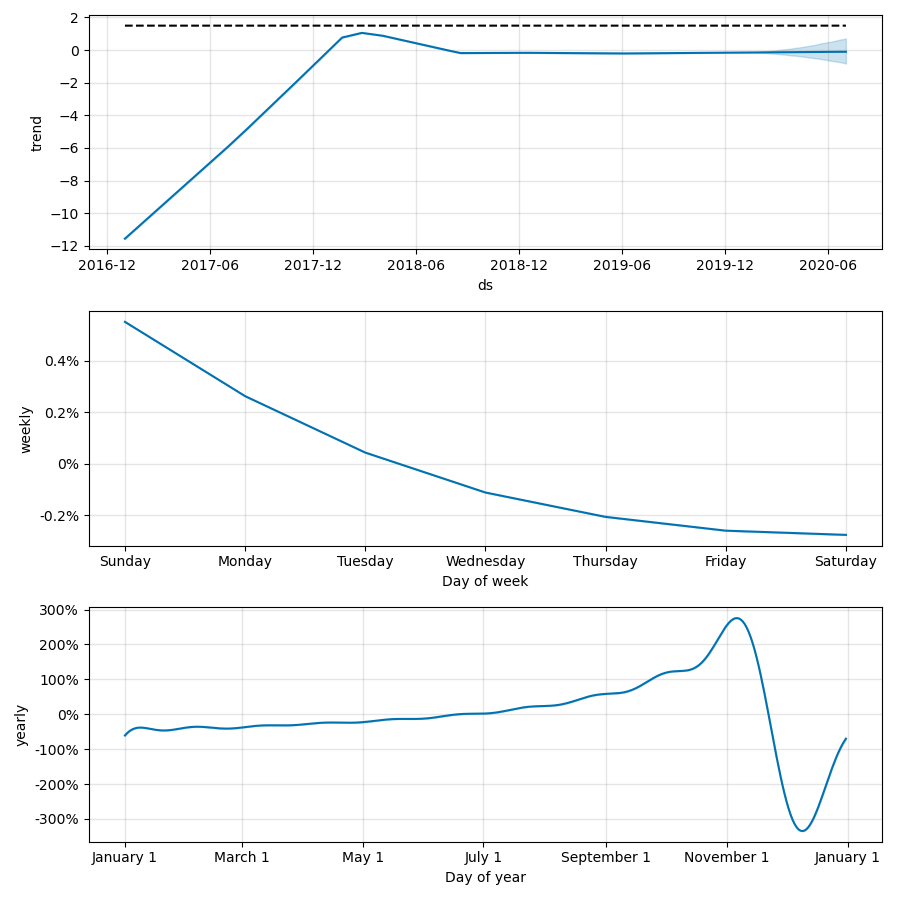 2
0
−2
−4
−6
−8
−10
−12
trend
2016-12 2017-06 2017-12 2018-06 2018-12 2019-06 2019-12 2020-06
ds
0.4%
0.2%
0%
-0.2%
weekly
Sunday Monday Tuesday Wednesday Thursday Friday Saturday
Day of week
300%
200%
100%
0%
-100%
-200%
-300%
yearly
January 1 March 1 May 1 July 1 September 1 November 1 January 1
Day of year